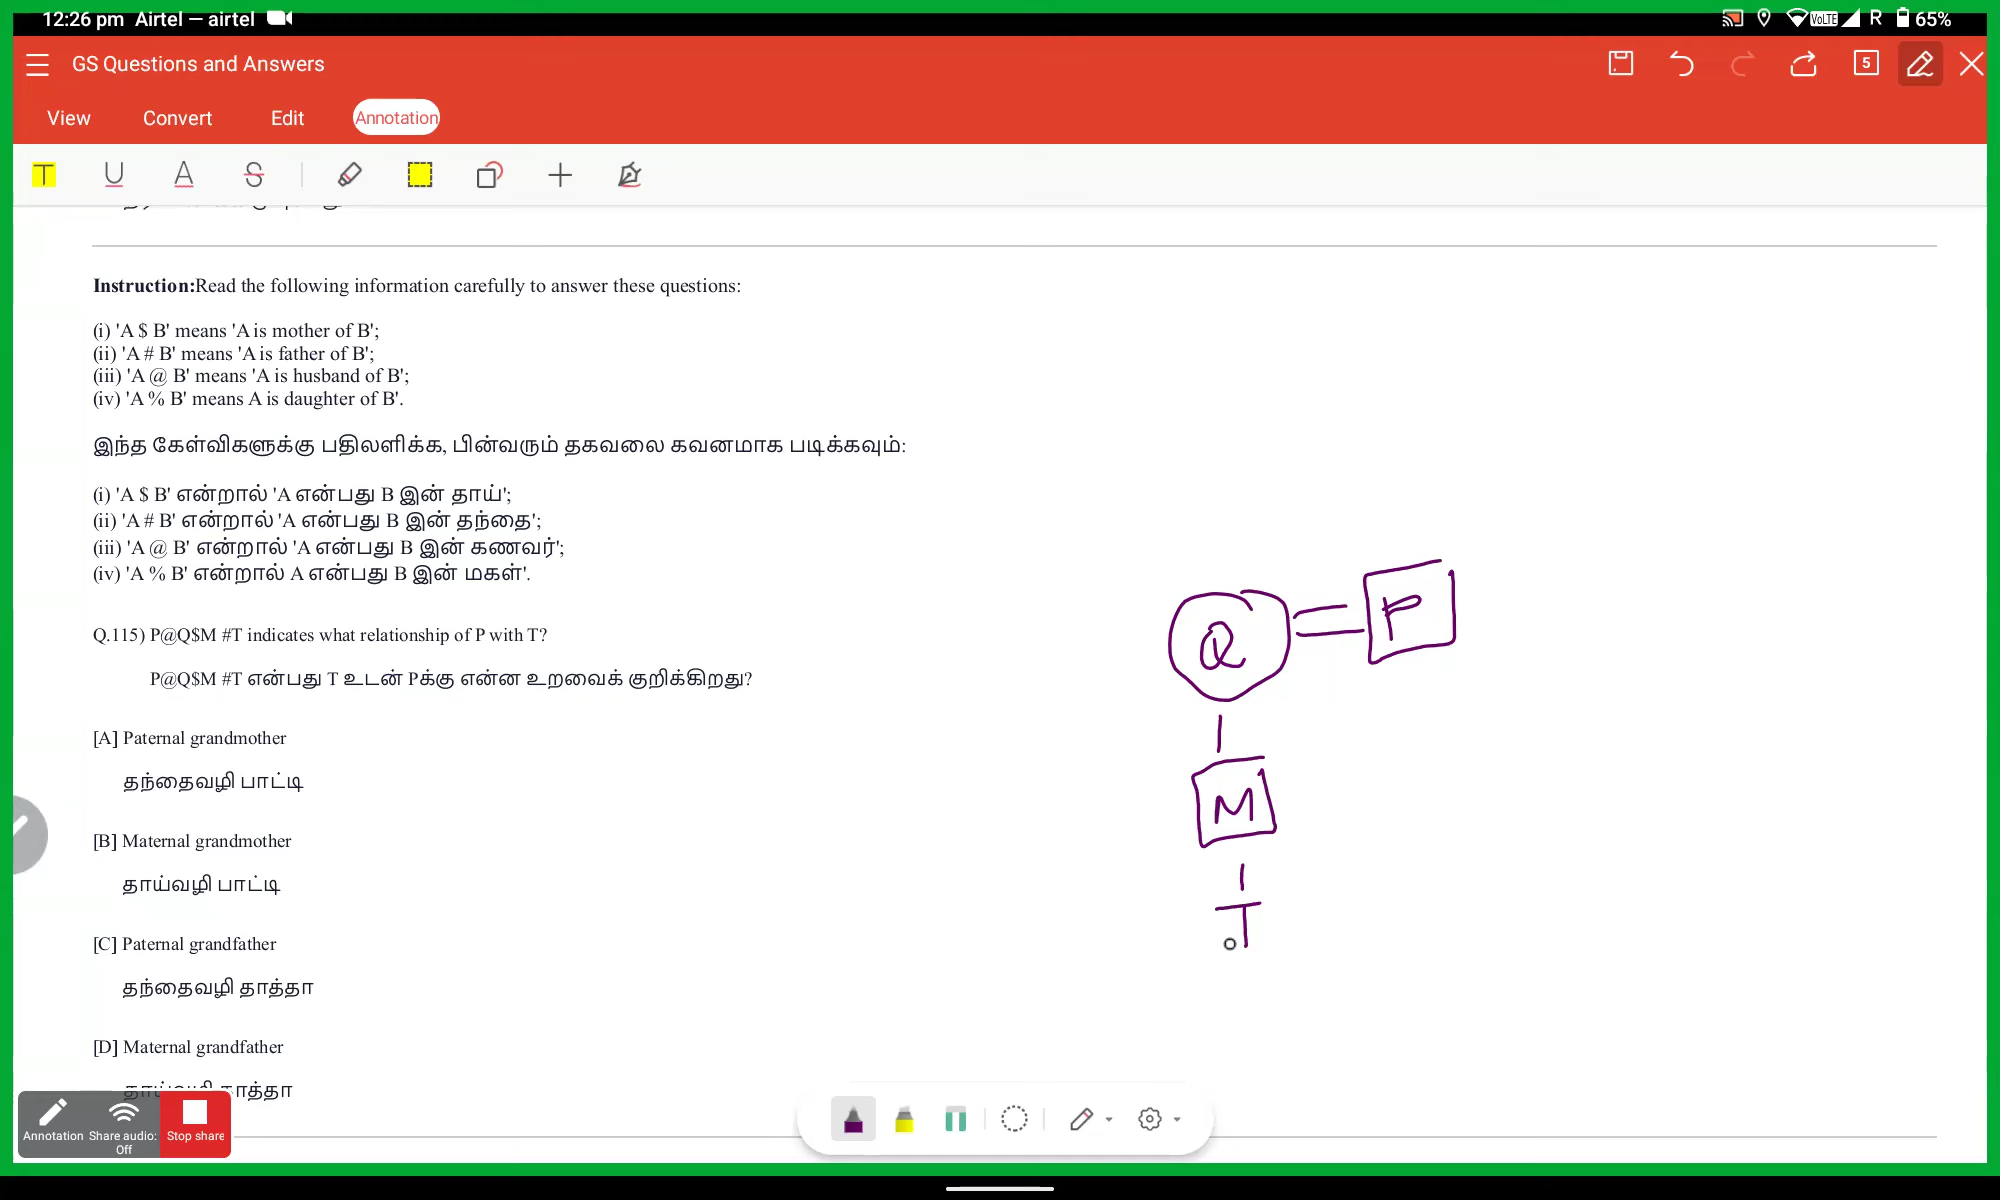 12:26 pm Airtel — airtel VoLTE R 65%
GS Questions and Answers 5
View Convert Edit Annotation
T U A S
Instruction:Read the following information carefully to answer these questions:
(i) 'A $ B' means 'A is mother of B';
(ii) 'A # B' means 'A is father of B';
(iii) 'A @ B' means 'A is husband of B';
(iv) 'A % B' means A is daughter of B'.
இந்த கேள்விகளுக்கு பதிலளிக்க, பின்வரும் தகவலை கவனமாக படிக்கவும்:
(i) 'A $ B' என்றால் 'A என்பது B இன் தாய்';
(ii) 'A # B' என்றால் 'A என்பது B இன் தந்தை';
(iii) 'A @ B' என்றால் 'A என்பது B இன் கணவர்';
(iv) 'A % B' என்றால் A என்பது B இன் மகள்'.
Q.115) P@Q$M #T indicates what relationship of P with T?
P@Q$M #T என்பது T உடன் Pக்கு என்ன உறவைக் குறிக்கிறது?
[A] Paternal grandmother
தந்தைவழி பாட்டி
[B] Maternal grandmother
தாய்வழி பாட்டி
[C] Paternal grandfather
தந்தைவழி தாத்தா
[D] Maternal grandfather
தாய்வழி தாத்தா
Q = P
M
T
Annotation Share audio: Off Stop share